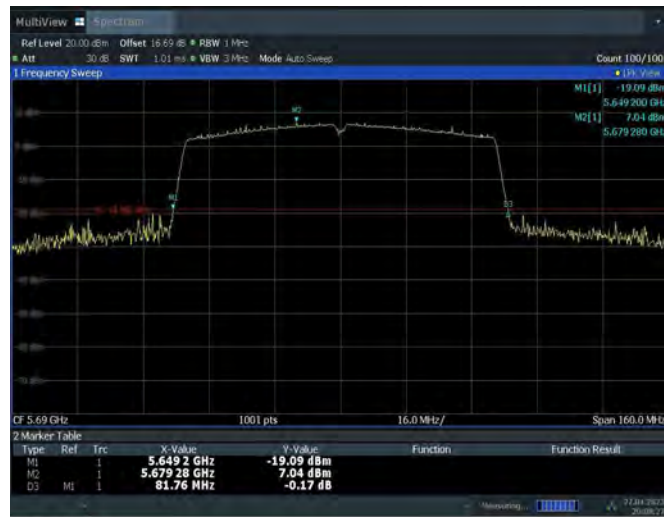 MultiView Spectrum
Ref Level 20.00 dBm Offset 16.69 dB RBW 1 MHz
Att 30 dB SWT 1.01 ms VBW 3 MHz Mode Auto Sweep Count 100/100
1 Frequency Sweep
M1[1] -19.09 dBm
5.649 200 GHz
M2[1] 7.04 dBm
5.679 280 GHz
M2
M1
D3
CF 5.69 GHz 1001 pts 16.0 MHz/ Span 160.0 MHz
2 Marker Table
Type Ref Trc X-Value Y-Value Function Function Result
M1 1 5.649 2 GHz -19.09 dBm
M2 1 5.679 28 GHz 7.04 dBm
D3 M1 1 81.76 MHz -0.17 dB
Measuring...